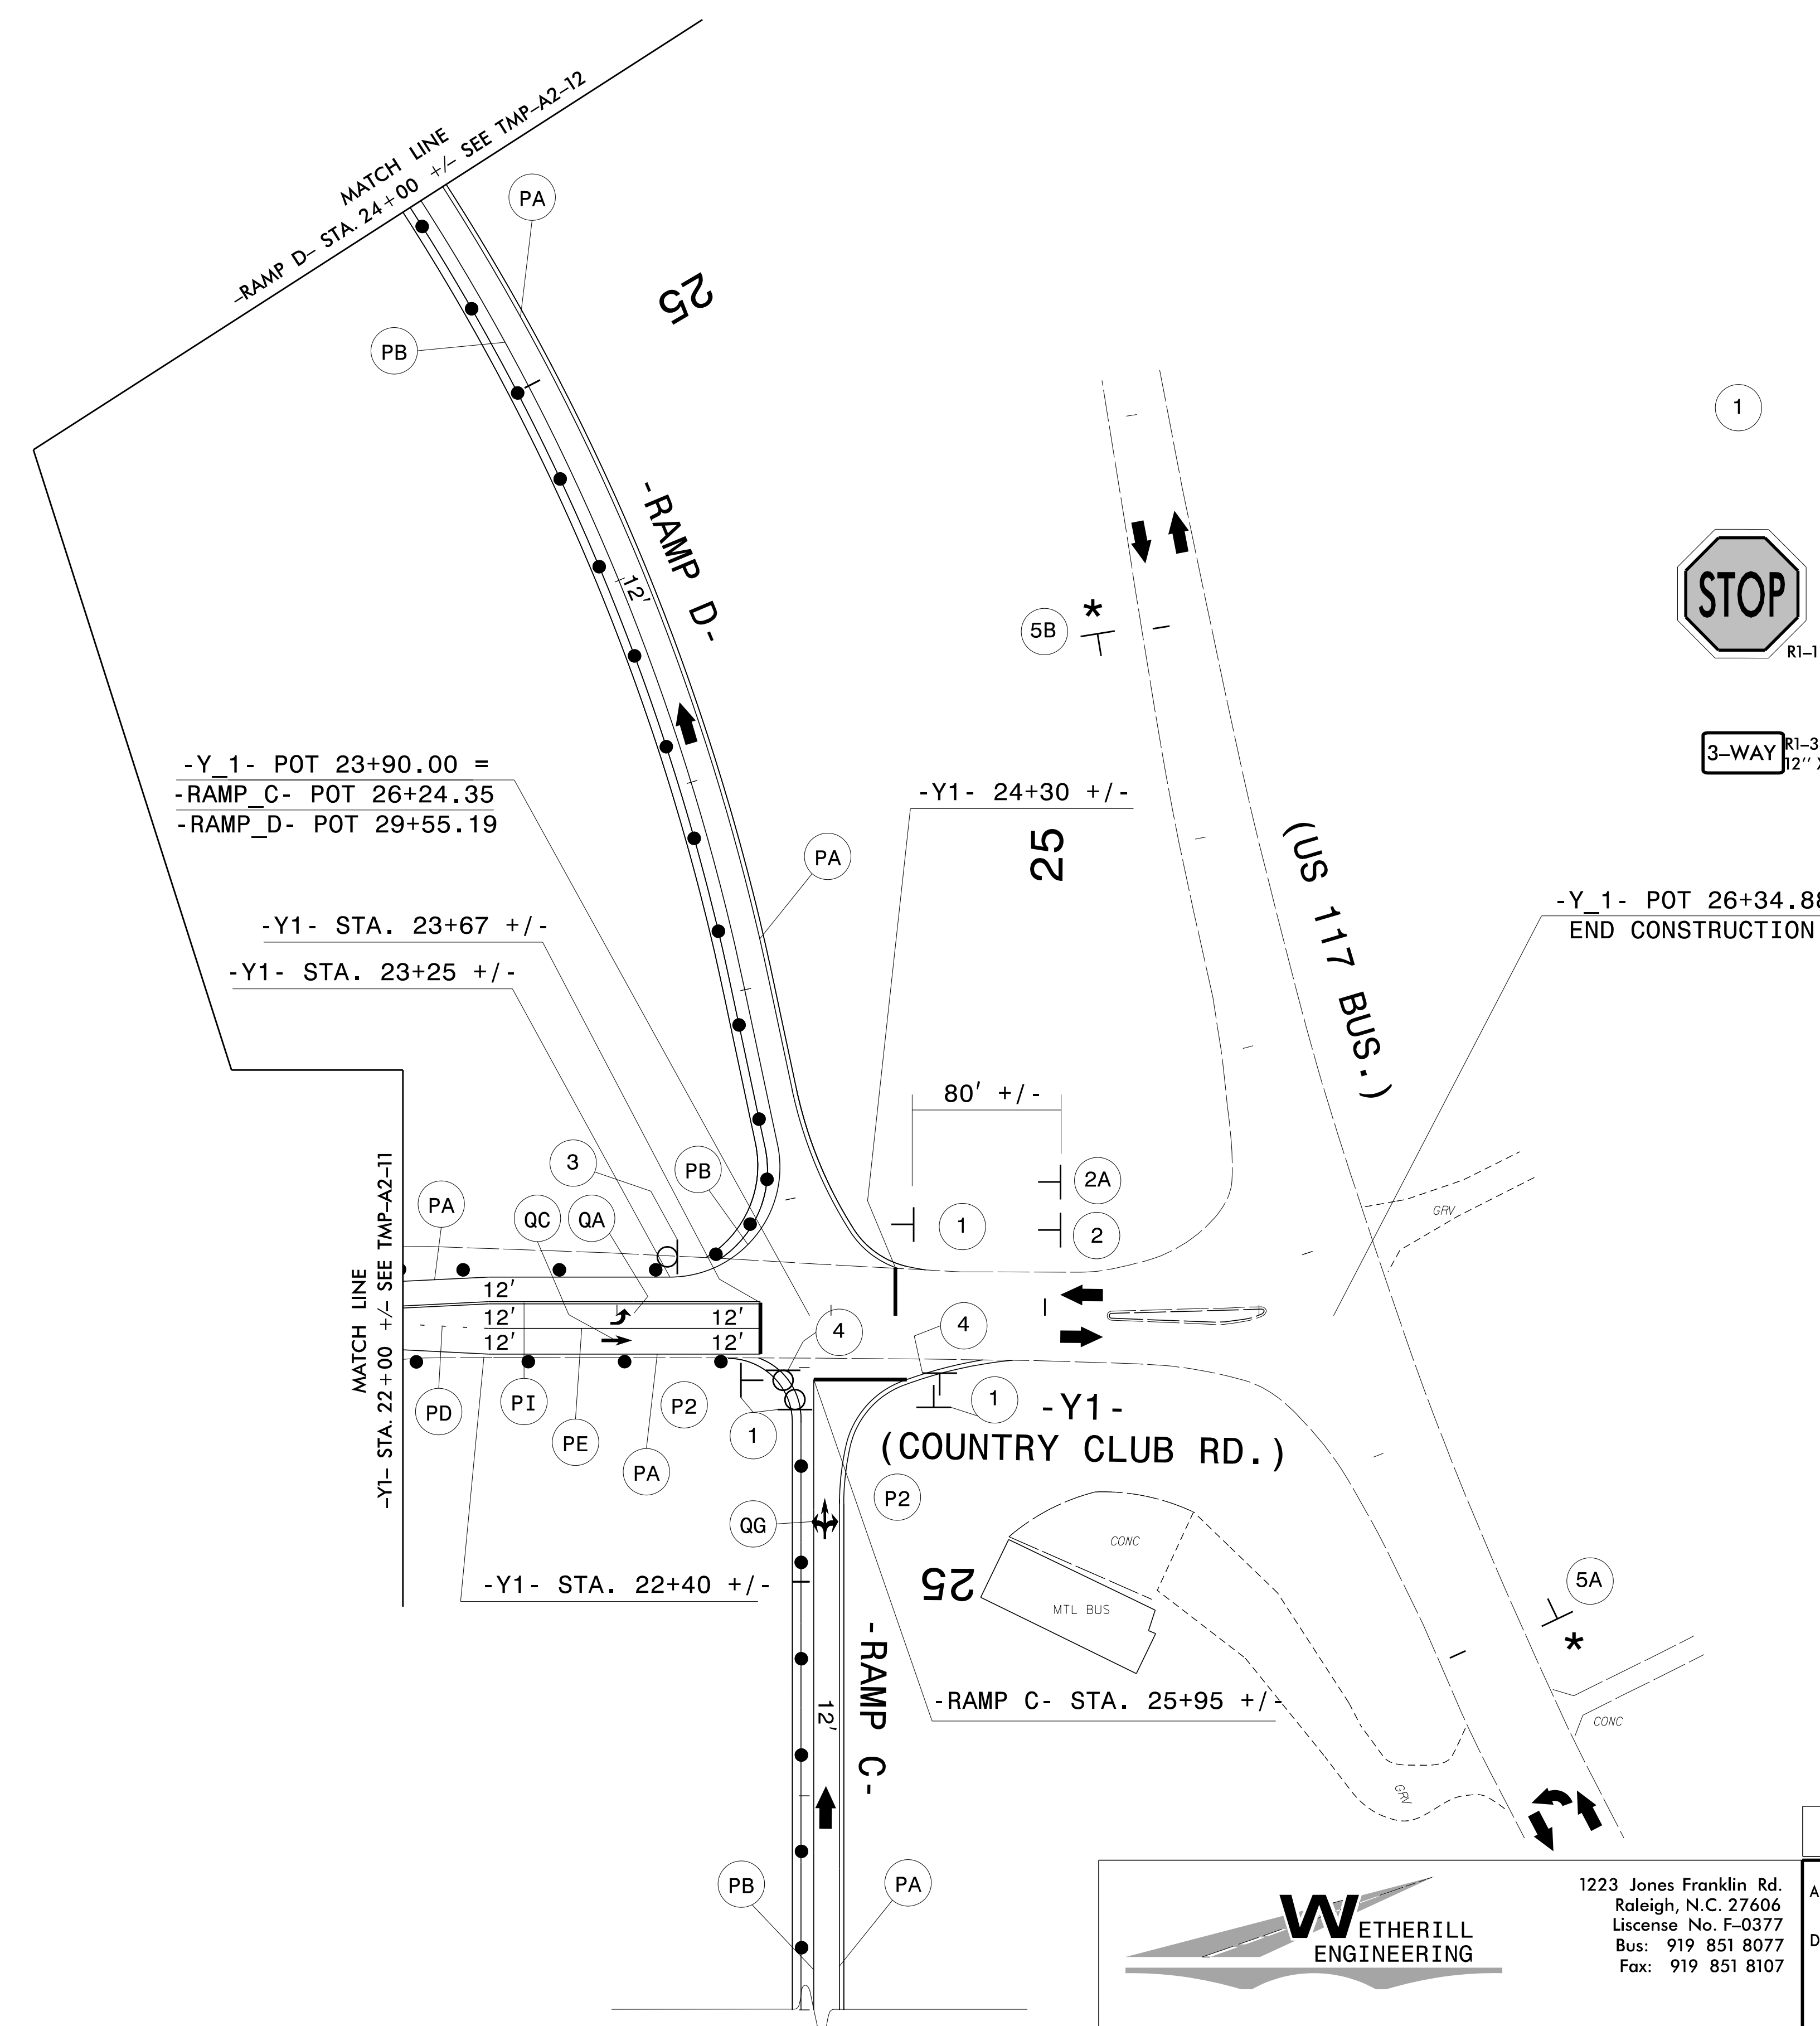 MATCH LINE
-RAMP D- STA. 24+00 +/- SEE TMP-A2-12
PA
25
PB
1
-RAMP D-
STOP
R1-1
12'
*
5B
3-WAY
R1-3
12'' X
-Y_1- POT 23+90.00 =
-RAMP_C- POT 26+24.35
-RAMP_D- POT 29+55.19
-Y1- 24+30 +/-
25
PA
(US 117 BUS.)
-Y_1- POT 26+34.88
END CONSTRUCTION
-Y1- STA. 23+67 +/-
-Y1- STA. 23+25 +/-
80' +/-
3
PB
2A
PA
QC
QA
1
2
GRV
MATCH LINE
-Y1- STA. 22+00 +/- SEE TMP-A2-11
12'
12'
12'
12'
12'
4
4
PD
PI
PE
PA
P2
1
1
-Y1-
(COUNTRY CLUB RD.)
P2
QG
CONC
25
MTL BUS
5A
*
-Y1- STA. 22+40 +/-
-RAMP C-
12'
-RAMP C- STA. 25+95 +/-
CONC
GRV
PB
PA
WETHERILL
ENGINEERING
1223 Jones Franklin Rd.
Raleigh, N.C. 27606
Liscense No. F-0377
Bus: 919 851 8077
Fax: 919 851 8107
A
D